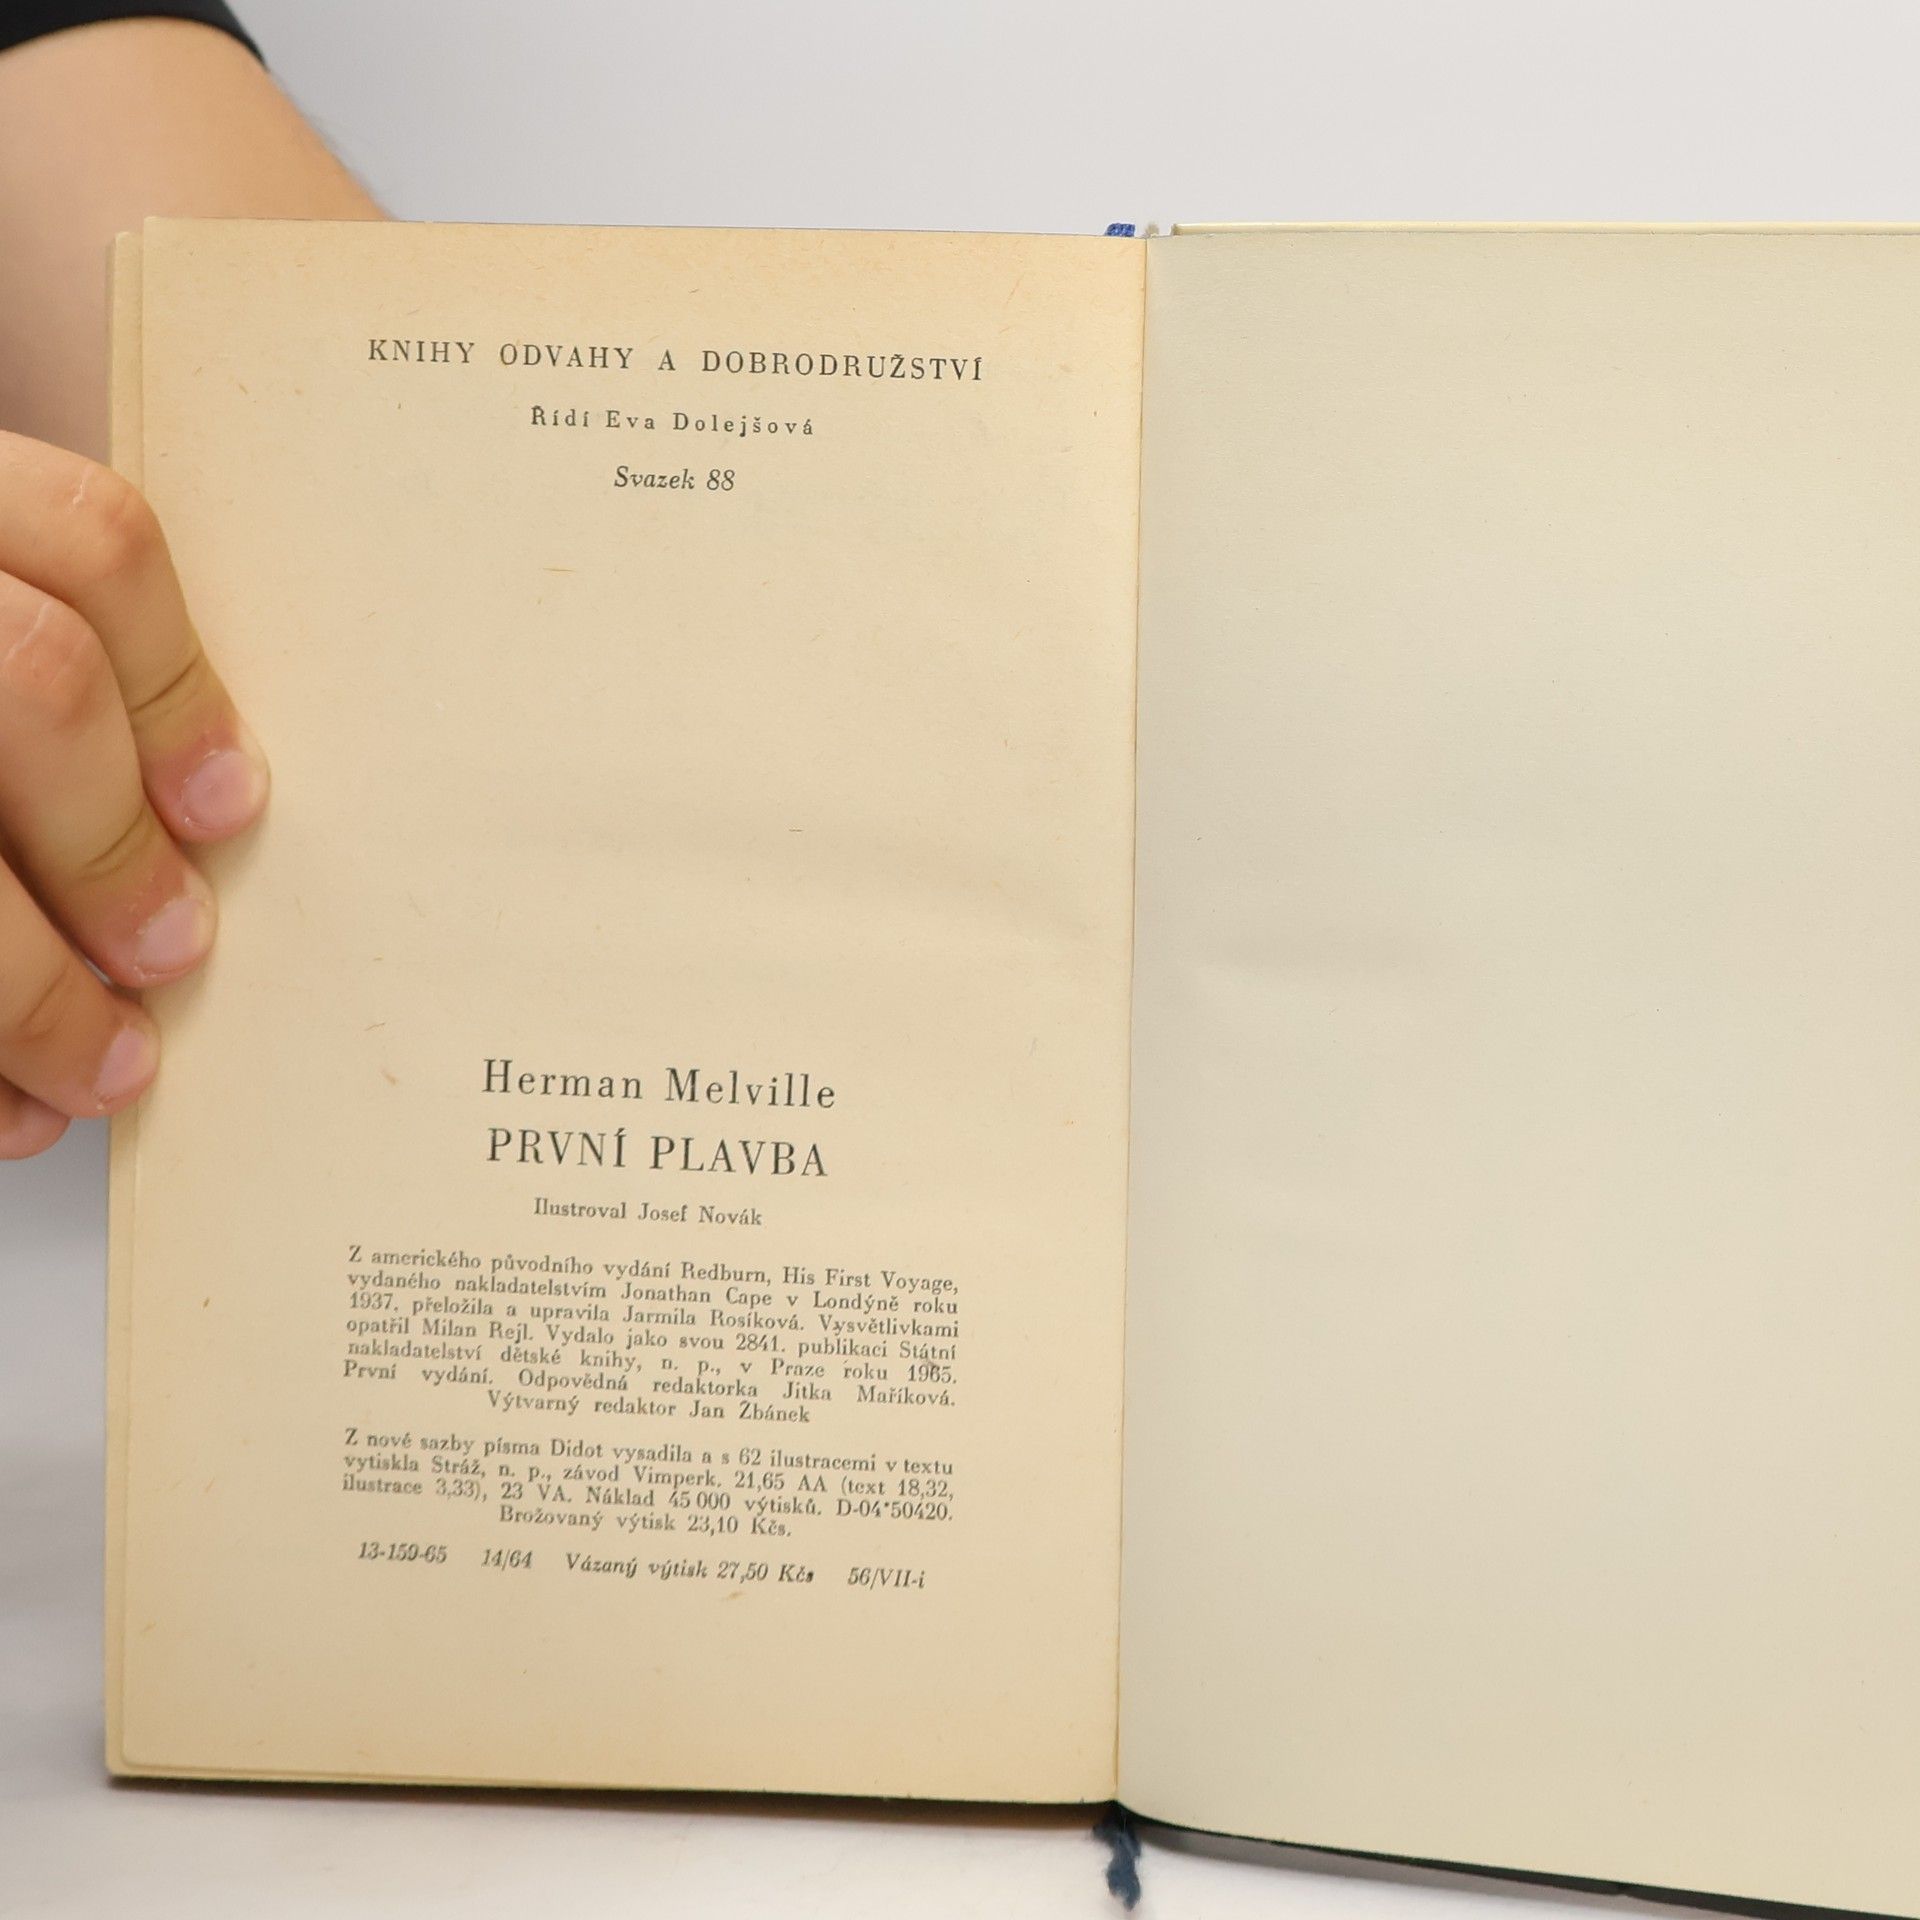 KNIHY ODVAHY A DOBRODRUŽSTVÍ
Řídí Eva Dolejšová
Svazek 88
Herman Melville
PRVNÍ PLAVBA
Ilustroval Josef Novák
Z amerického původního vydání Redburn, His First Voyage,
vydaného nakladatelstvím Jonathan Cape v Londýně roku
1937, přeložila a upravila Jarmila Rosíková. Vysvětlivkami
opatřil Milan Rejl. Vydalo jako svou 2841. publikaci Státní
nakladatelství dětské knihy, n. p., v Praze roku 1965.
První vydání. Odpovědná redaktorka Jitka Maříková.
Výtvarný redaktor Jan Zbánek
Z nové sazby písma Didot vysadila a s 62 ilustracemi v textu
vytiskla Stráž, n. p., závod Vimperk. 21,65 AA (text 18,32,
ilustrace 3,33), 23 VA. Náklad 45 000 výtisků. D-04*50420.
Brožovaný výtisk 23,10 Kčs.
13-159-65 14/64 Vázaný výtisk 27,50 Kčs 56/VII-i